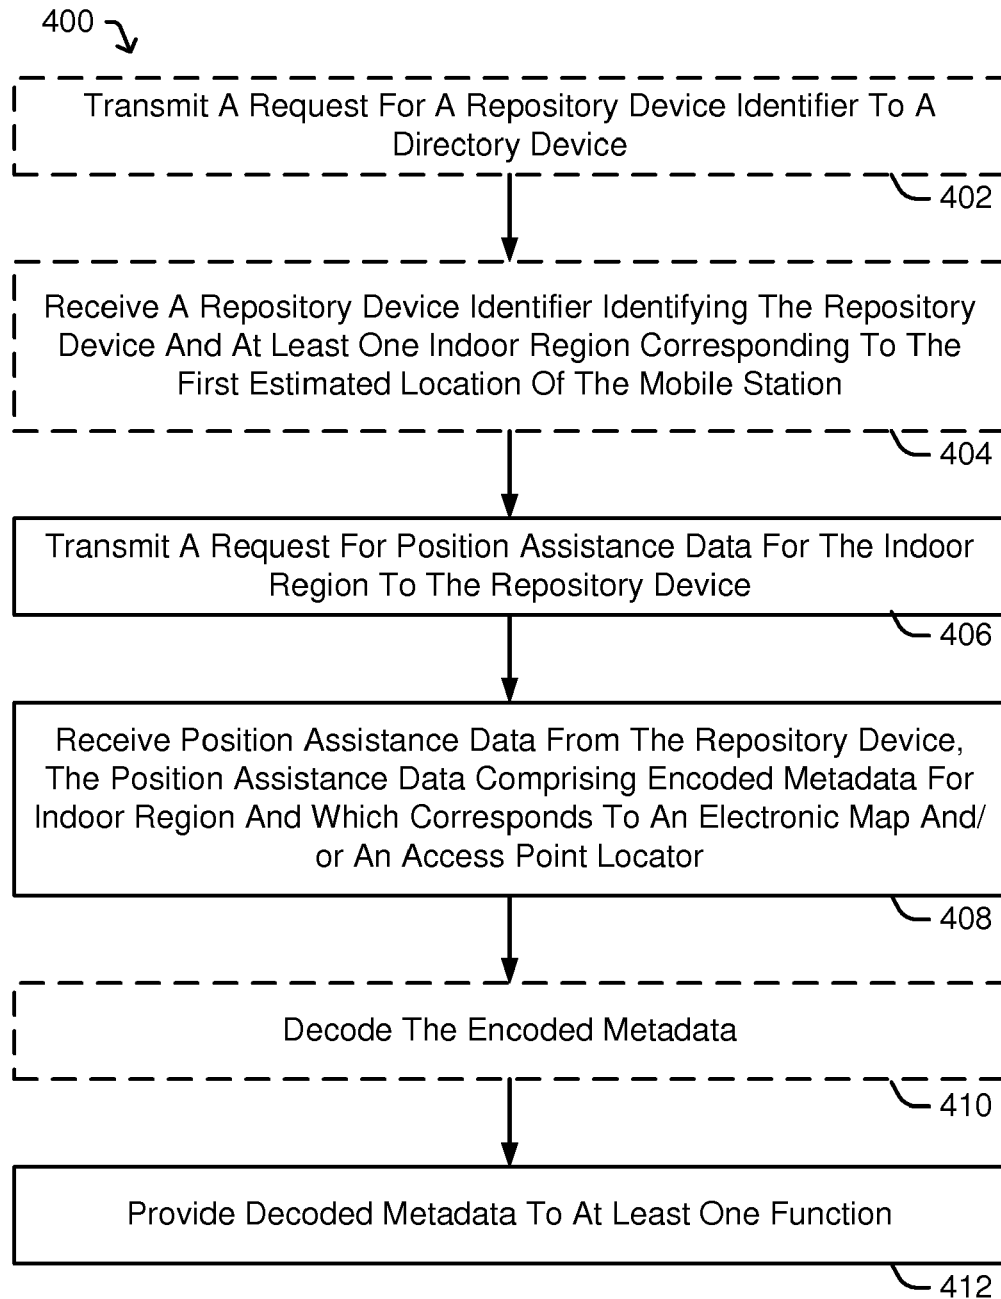 400
Transmit A Request For A Repository Device Identifier To A
Directory Device
402
Receive A Repository Device Identifier Identifying The Repository
Device And At Least One Indoor Region Corresponding To The
First Estimated Location Of The Mobile Station
404
Transmit A Request For Position Assistance Data For The Indoor
Region To The Repository Device
406
Receive Position Assistance Data From The Repository Device,
The Position Assistance Data Comprising Encoded Metadata For
Indoor Region And Which Corresponds To An Electronic Map And/
or An Access Point Locator
408
Decode The Encoded Metadata
410
Provide Decoded Metadata To At Least One Function
412